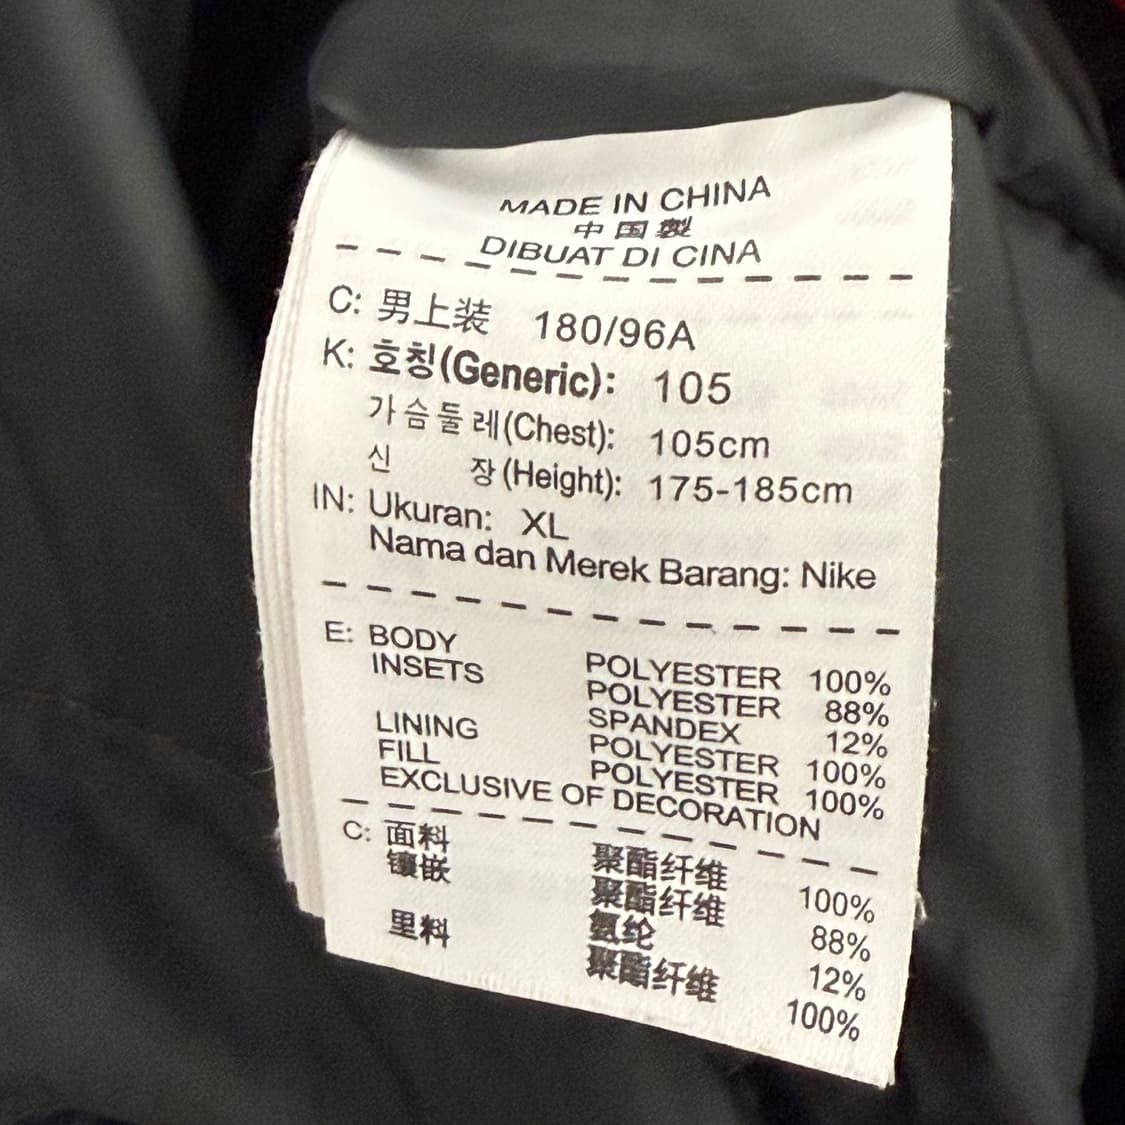 MADE IN CHINA
中国製
DIBUAT DI CINA
C: 男上装 180/96A
K: 호칭(Generic): 105
가슴둘레(Chest): 105cm
신 장(Height): 175-185cm
IN: Ukuran: XL
Nama dan Merek Barang: Nike
E: BODY POLYESTER 100%
INSETS POLYESTER 88%
SPANDEX 12%
LINING POLYESTER 100%
FILL POLYESTER 100%
EXCLUSIVE OF DECORATION
C: 面料 聚酯纤维 100%
镶嵌 聚酯纤维 88%
氨纶 12%
里料 聚酯纤维 100%